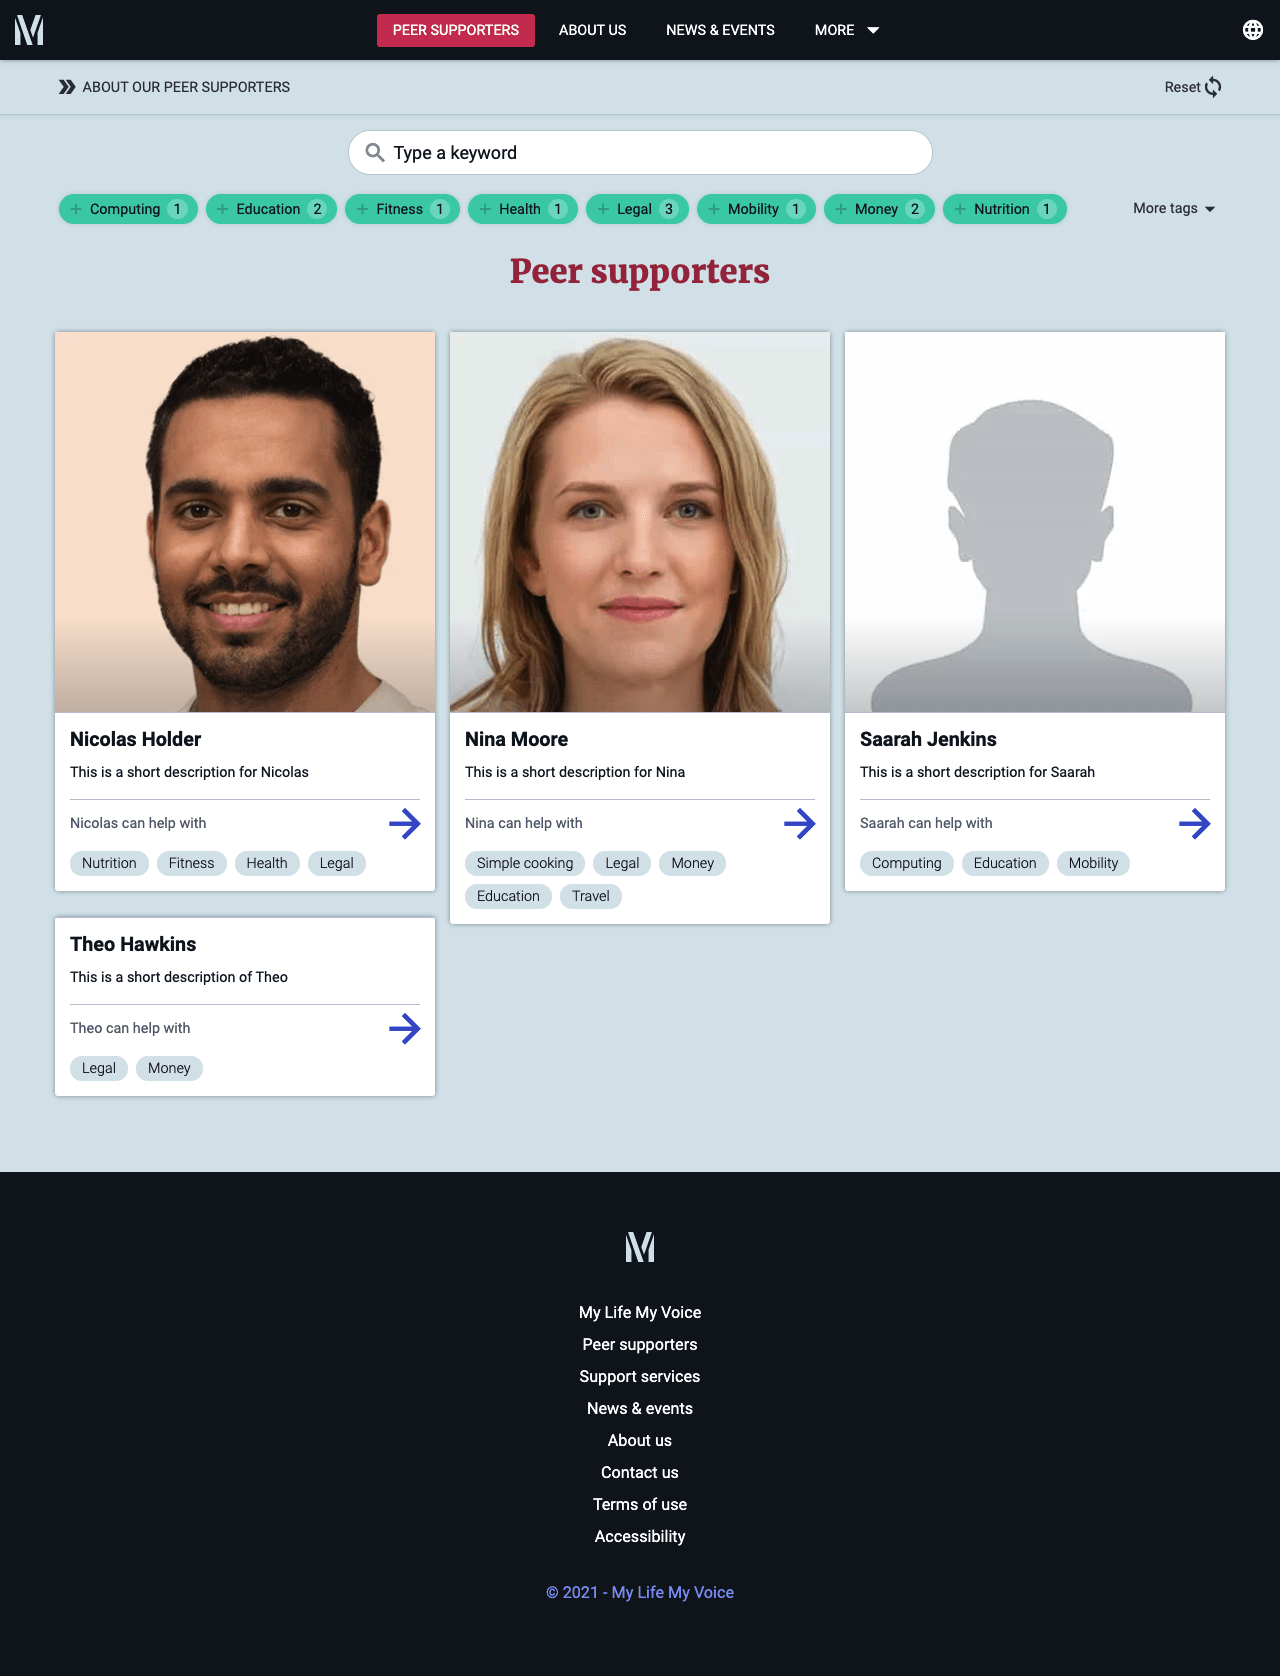 PEER SUPPORTERS ABOUT US NEWS & EVENTS MORE
ABOUT OUR PEER SUPPORTERS Reset
Type a keyword
+ Computing 1 + Education 2 + Fitness 1 + Health 1 + Legal 3 + Mobility 1 + Money 2 + Nutrition 1 More tags
Peer supporters
Nicolas Holder
This is a short description for Nicolas
Nicolas can help with
Nutrition Fitness Health Legal
Nina Moore
This is a short description for Nina
Nina can help with
Simple cooking Legal Money
Education Travel
Saarah Jenkins
This is a short description for Saarah
Saarah can help with
Computing Education Mobility
Theo Hawkins
This is a short description of Theo
Theo can help with
Legal Money
M
My Life My Voice
Peer supporters
Support services
News & events
About us
Contact us
Terms of use
Accessibility
© 2021 - My Life My Voice